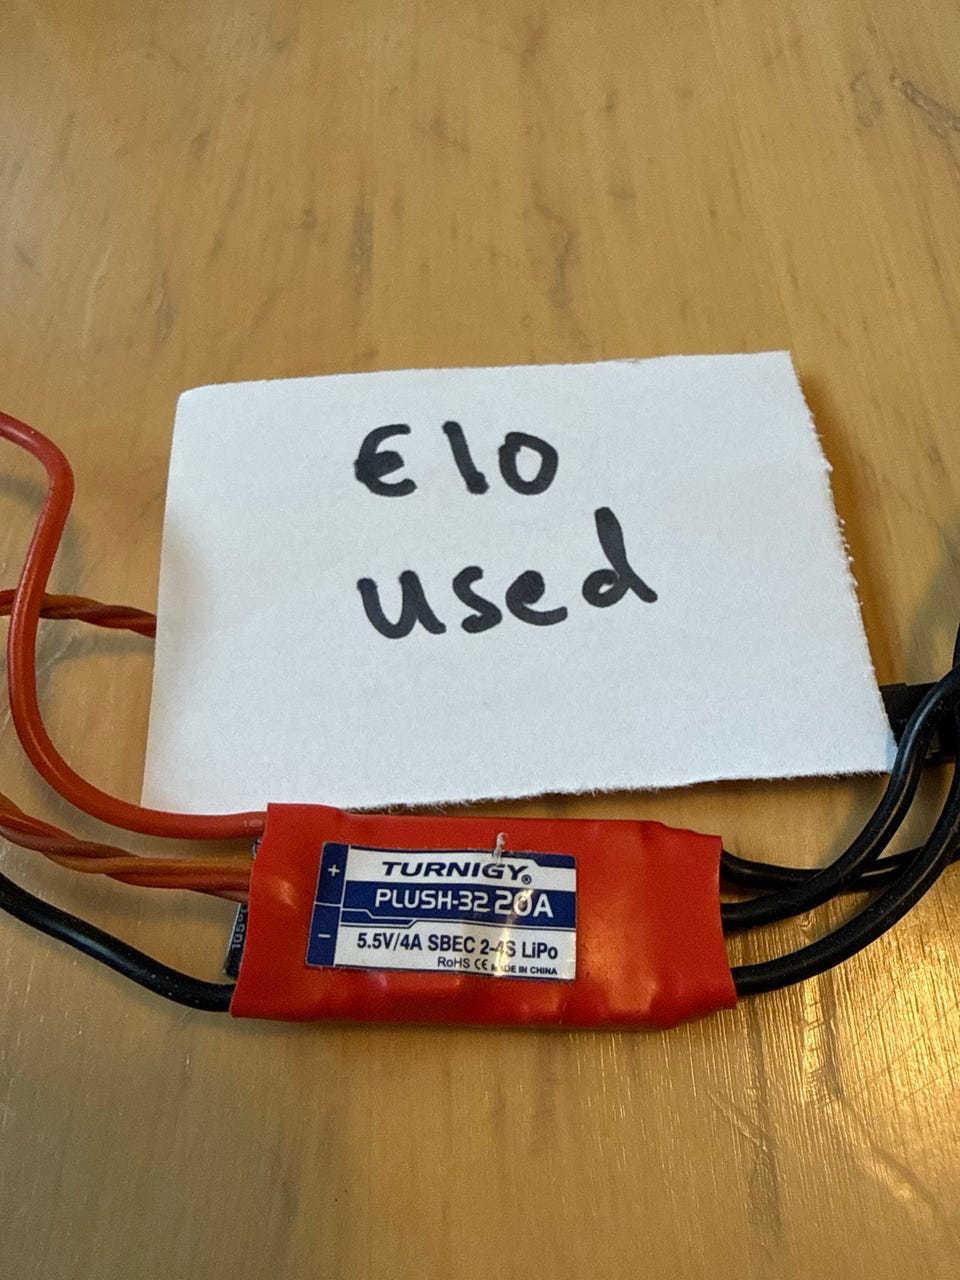 €10
used
+
TURNIGY®
PLUSH-32 20A
-
5.5V/4A SBEC 2-4S LiPo
RoHS CE MADE IN CHINA